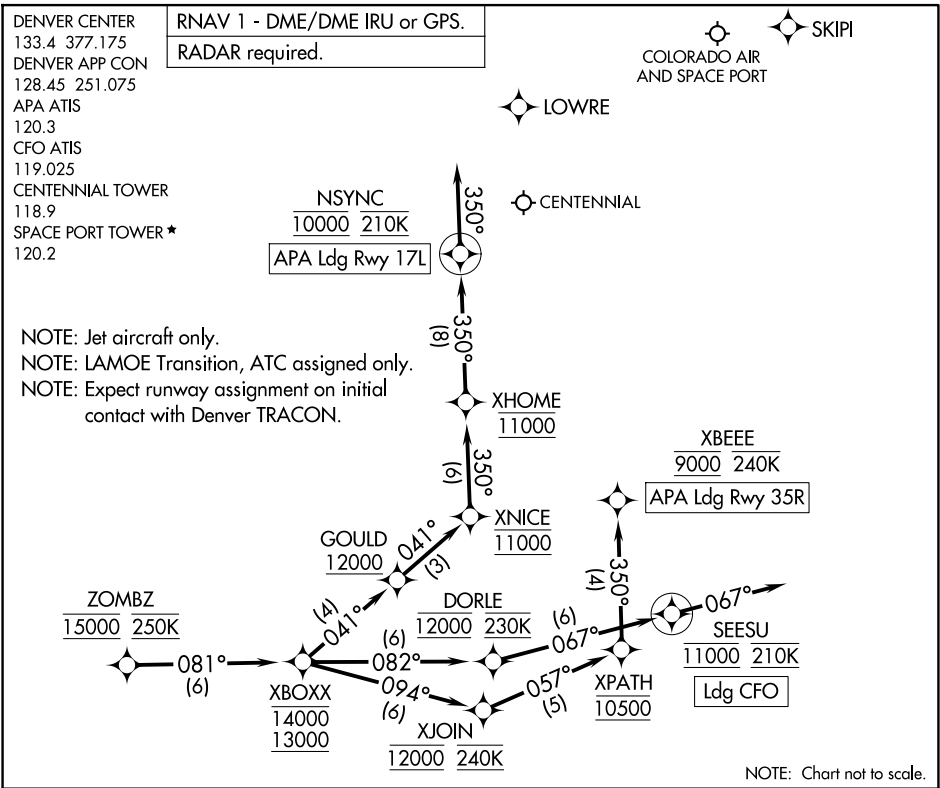 DENVER CENTER
133.4 377.175
DENVER APP CON
128.45 251.075
APA ATIS
120.3
CFO ATIS
119.025
CENTENNIAL TOWER
118.9
SPACE PORT TOWER ★
120.2
RNAV 1 - DME/DME IRU or GPS.
RADAR required.
SKIPI
COLORADO AIR
AND SPACE PORT
LOWRE
CENTENNIAL
350°
NSYNC
10000 210K
APA Ldg Rwy 17L
350°
(8)
NOTE: Jet aircraft only.
NOTE: LAMOE Transition, ATC assigned only.
NOTE: Expect runway assignment on initial
contact with Denver TRACON.
XHOME
11000
350°
(6)
XBEEE
9000 240K
APA Ldg Rwy 35R
XNICE
11000
GOULD
12000
041°
(3)
350°
(4)
ZOMBZ
15000 250K
(4)
041°
DORLE
12000 230K
(6)
067°
067°
SEESU
11000 210K
Ldg CFO
081°
(6)
(6)
082°
XBOXX
14000
13000
094°
(6)
057°
(5)
XPATH
10500
XJOIN
12000 240K
NOTE: Chart not to scale.